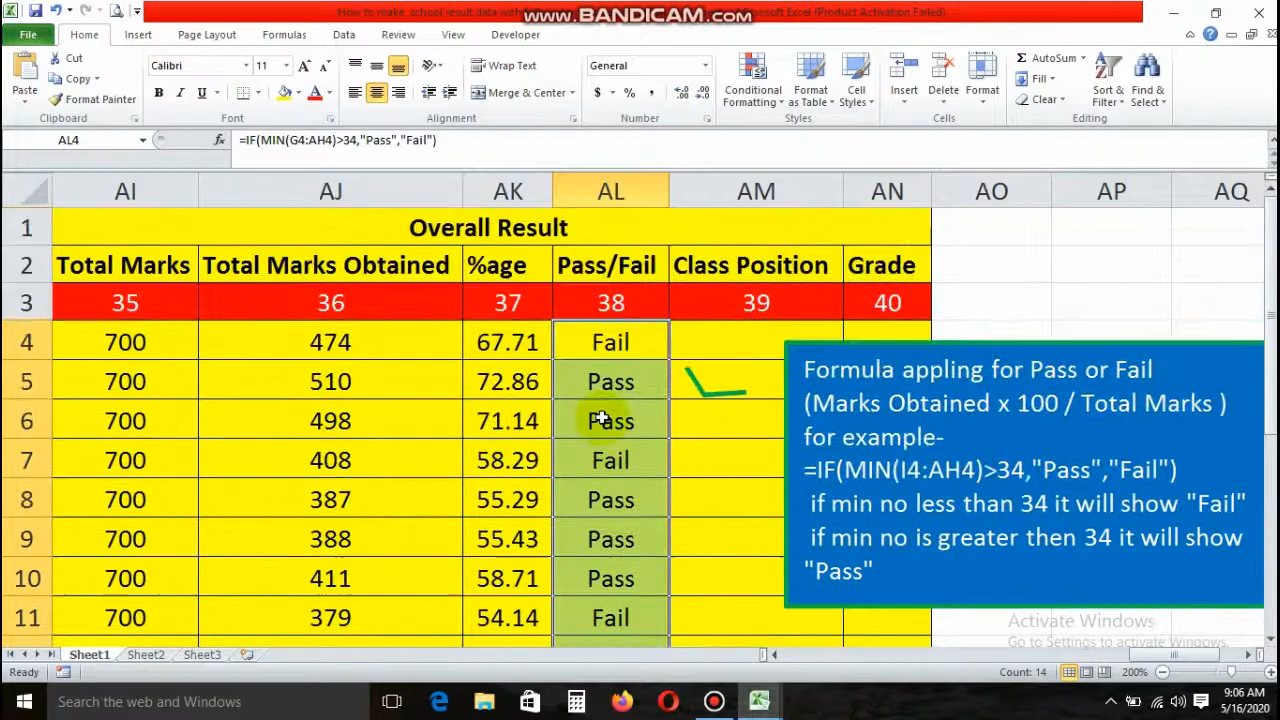 How to make school result data with
www.BANDICAM.com
Microsoft Excel (Product Activation Failed)
File Home Insert Page Layout Formulas Data Review View Developer
Cut
Copy
Format Painter
Paste
Clipboard
Calibri 11
B I U
Font
Wrap Text
Merge & Center
Alignment
General
$ % ,
Number
Conditional Formatting
Format as Table
Cell Styles
Styles
Insert Delete Format
Cells
AutoSum
Fill
Clear
Sort & Filter
Find & Select
Editing
AL4 fx =IF(MIN(G4:AH4)>34,"Pass","Fail")
AI AJ AK AL AM AN AO AP AQ
1 Overall Result
2 Total Marks Total Marks Obtained %age Pass/Fail Class Position Grade
3 35 36 37 38 39 40
4 700 474 67.71 Fail
5 700 510 72.86 Pass
6 700 498 71.14 Pass
7 700 408 58.29 Fail
8 700 387 55.29 Pass
9 700 388 55.43 Pass
10 700 411 58.71 Pass
11 700 379 54.14 Fail
Formula appling for Pass or Fail
(Marks Obtained x 100 / Total Marks )
for example-
=IF(MIN(I4:AH4)>34,"Pass","Fail")
if min no less than 34 it will show "Fail"
if min no is greater then 34 it will show
"Pass"
Activate Windows
Go to Settings to activate Windows.
Sheet1 Sheet2 Sheet3
Ready Count: 14 200%
Search the web and Windows
9:06 AM
5/16/2020